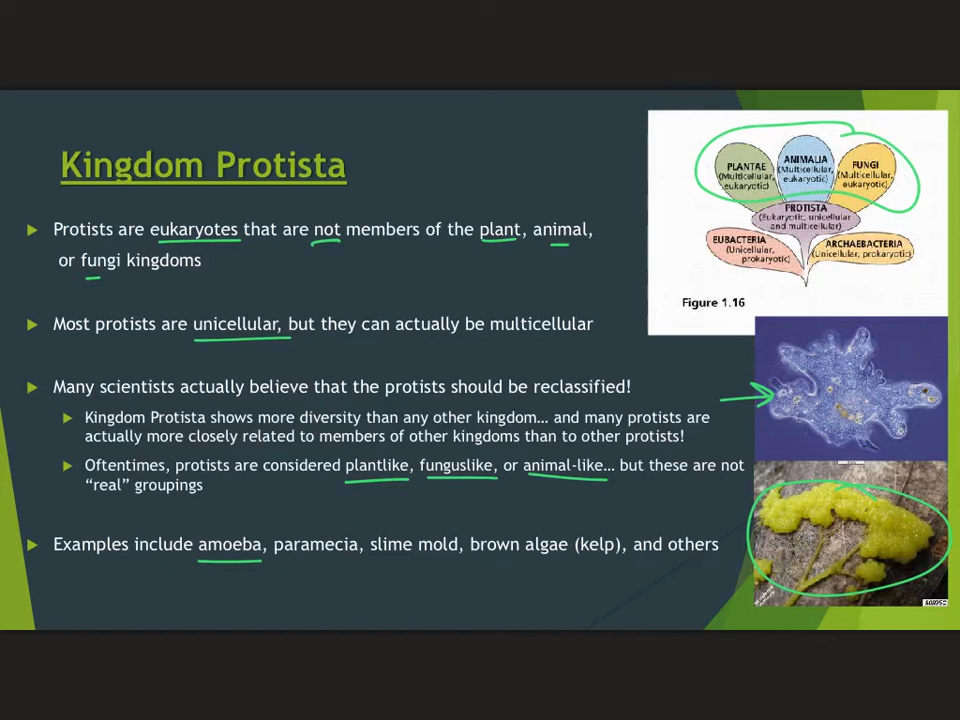 Kingdom Protista
Protists are eukaryotes that are not members of the plant, animal,
or fungi kingdoms
Most protists are unicellular, but they can actually be multicellular
Many scientists actually believe that the protists should be reclassified!
Kingdom Protista shows more diversity than any other kingdom… and many protists are
actually more closely related to members of other kingdoms than to other protists!
Oftentimes, protists are considered plantlike, funguslike, or animal-like… but these are not
“real” groupings
Examples include amoeba, paramecia, slime mold, brown algae (kelp), and others
PLANTAE
(Multicellular,
eukaryotic)
ANIMALIA
(Multicellular,
eukaryotic)
FUNGI
(Multicellular,
eukaryotic)
PROTISTA
(Eukaryotic, unicellular
and multicellular)
EUBACTERIA
(Unicellular,
prokaryotic)
ARCHAEBACTERIA
(Unicellular, prokaryotic)
Figure 1.16